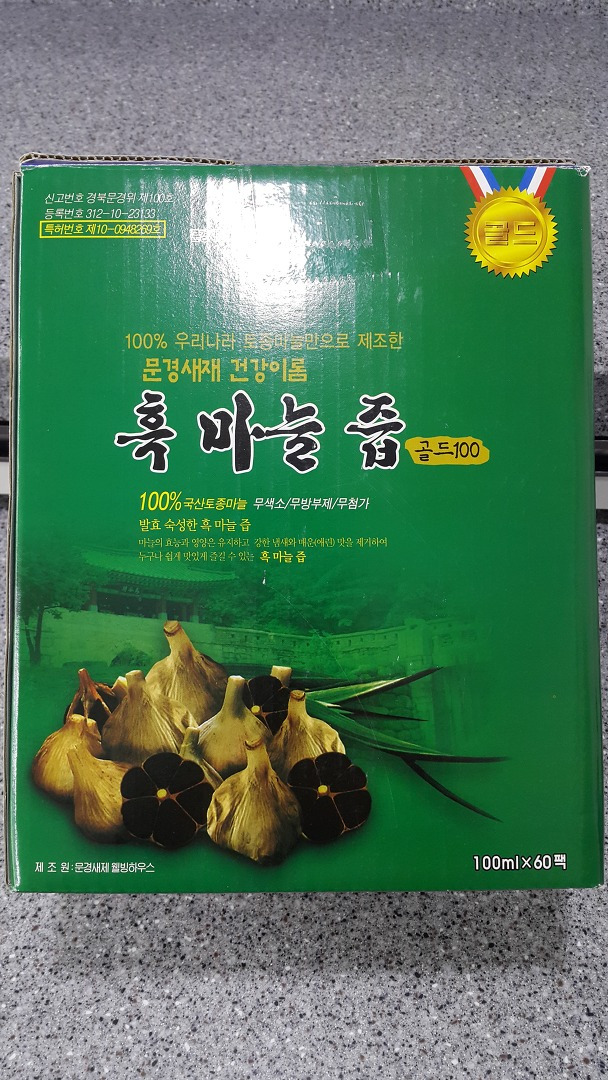 신고번호 경북문경위 제100호
등록번호 312-10-23133
특허번호 제10-0948269호
골드
100% 우리나라 토종마늘만으로 제조한
문경새재 건강이롬
흑 마늘 즙 골드100
100%국산토종마늘 무색소/무방부제/무첨가
발효 숙성한 흑 마늘 즙
마늘의 효능과 영양은 유지하고 강한 냄새와 매운(애린) 맛을 제거하여
누구나 쉽게 맛있게 즐길 수 있는 흑 마늘 즙
제 조 원:문경새제 웰빙하우스
100ml×60팩